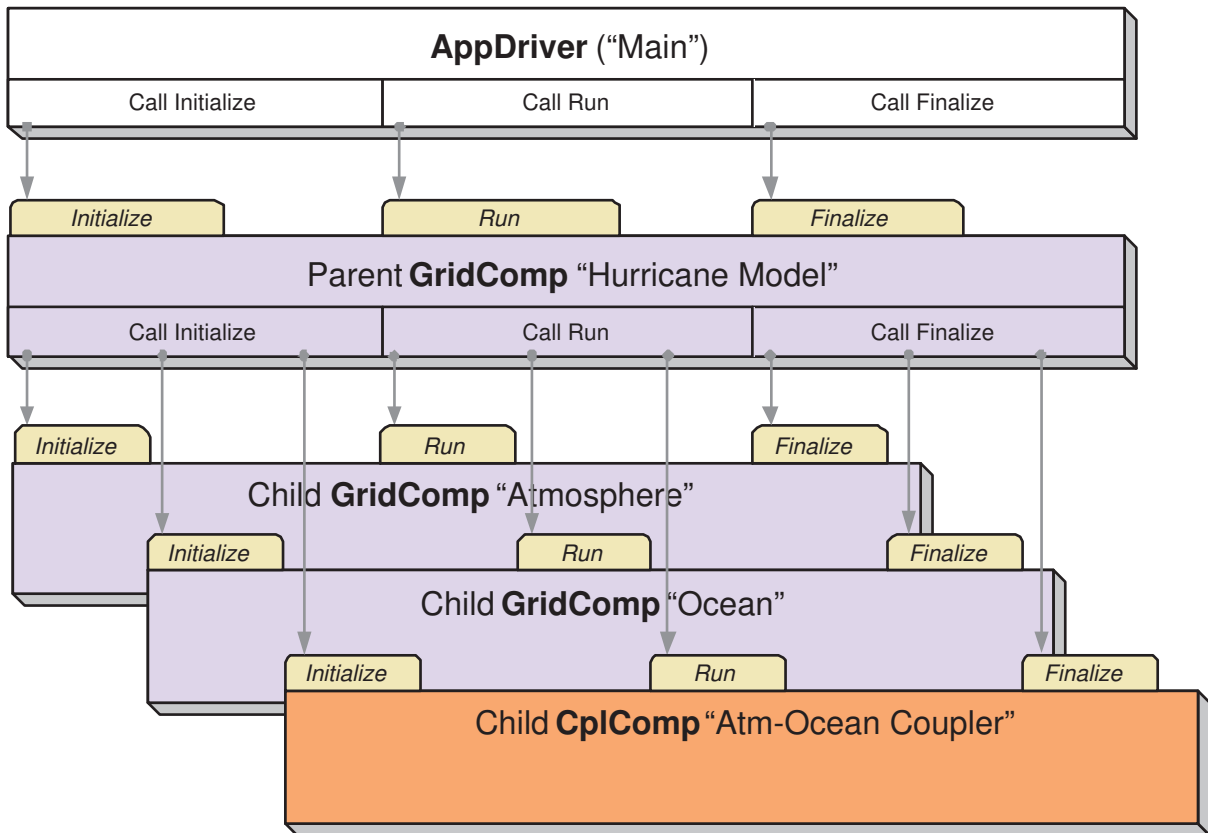 AppDriver (“Main”)
Call Initialize
Call Run
Call Finalize
Initialize
Run
Finalize
Parent GridComp “Hurricane Model”
Call Initialize
Call Run
Call Finalize
Initialize
Run
Finalize
Child GridComp “Atmosphere”
Initialize
Run
Finalize
Child GridComp “Ocean”
Initialize
Run
Finalize
Child CplComp “Atm-Ocean Coupler”